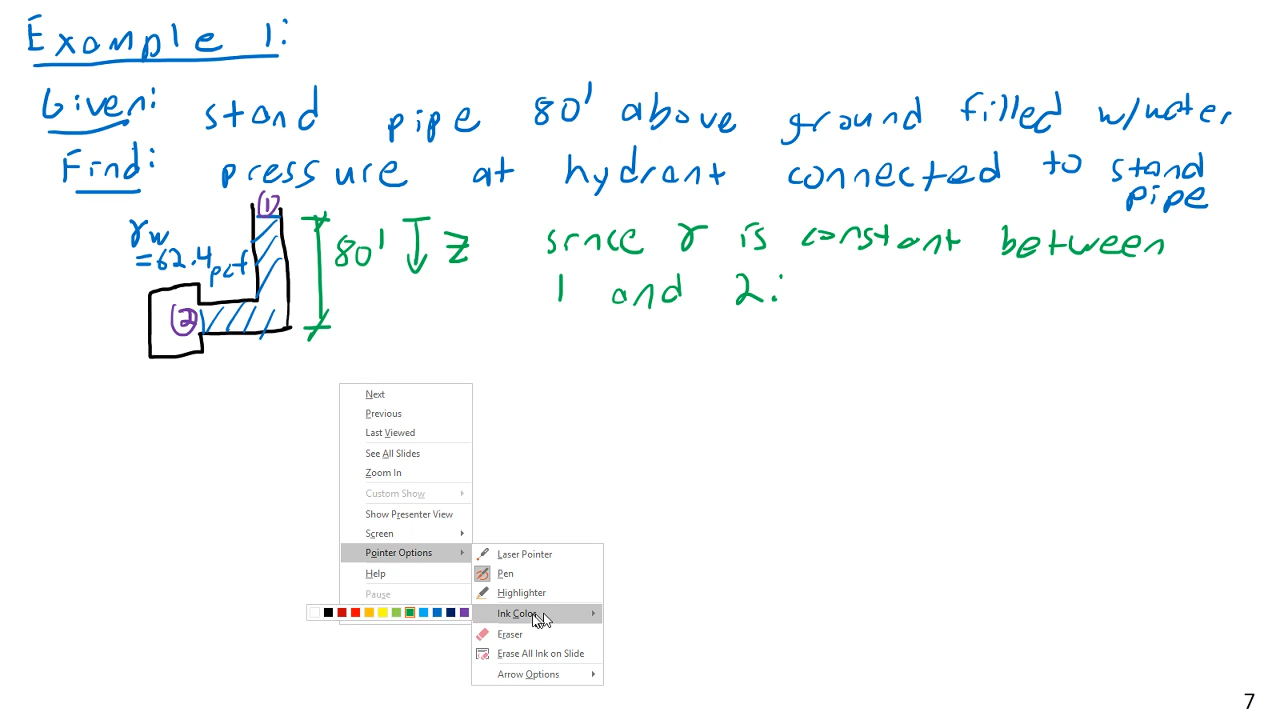 Example 1:
Given: stand pipe 80' above ground filled w/water
Find: pressure at hydrant connected to stand pipe
(1)
γw
=62.4pcf
80'
z
(2)
since γ is constant between
1 and 2:
Next
Previous
Last Viewed
See All Slides
Zoom In
Custom Show
Show Presenter View
Screen
Pointer Options
Help
Pause
Laser Pointer
Pen
Highlighter
Ink Color
Eraser
Erase All Ink on Slide
Arrow Options
7